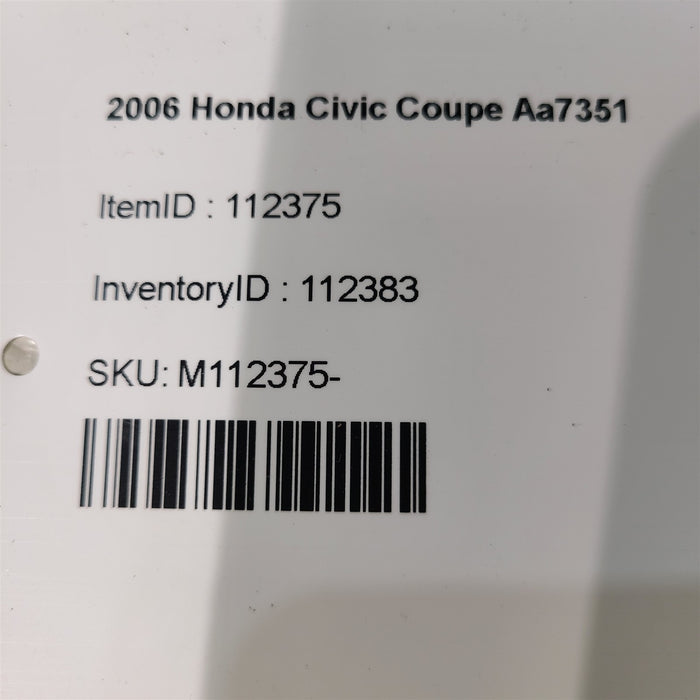 2006 Honda Civic Coupe Aa7351
ItemID : 112375
InventoryID : 112383
SKU: M112375-